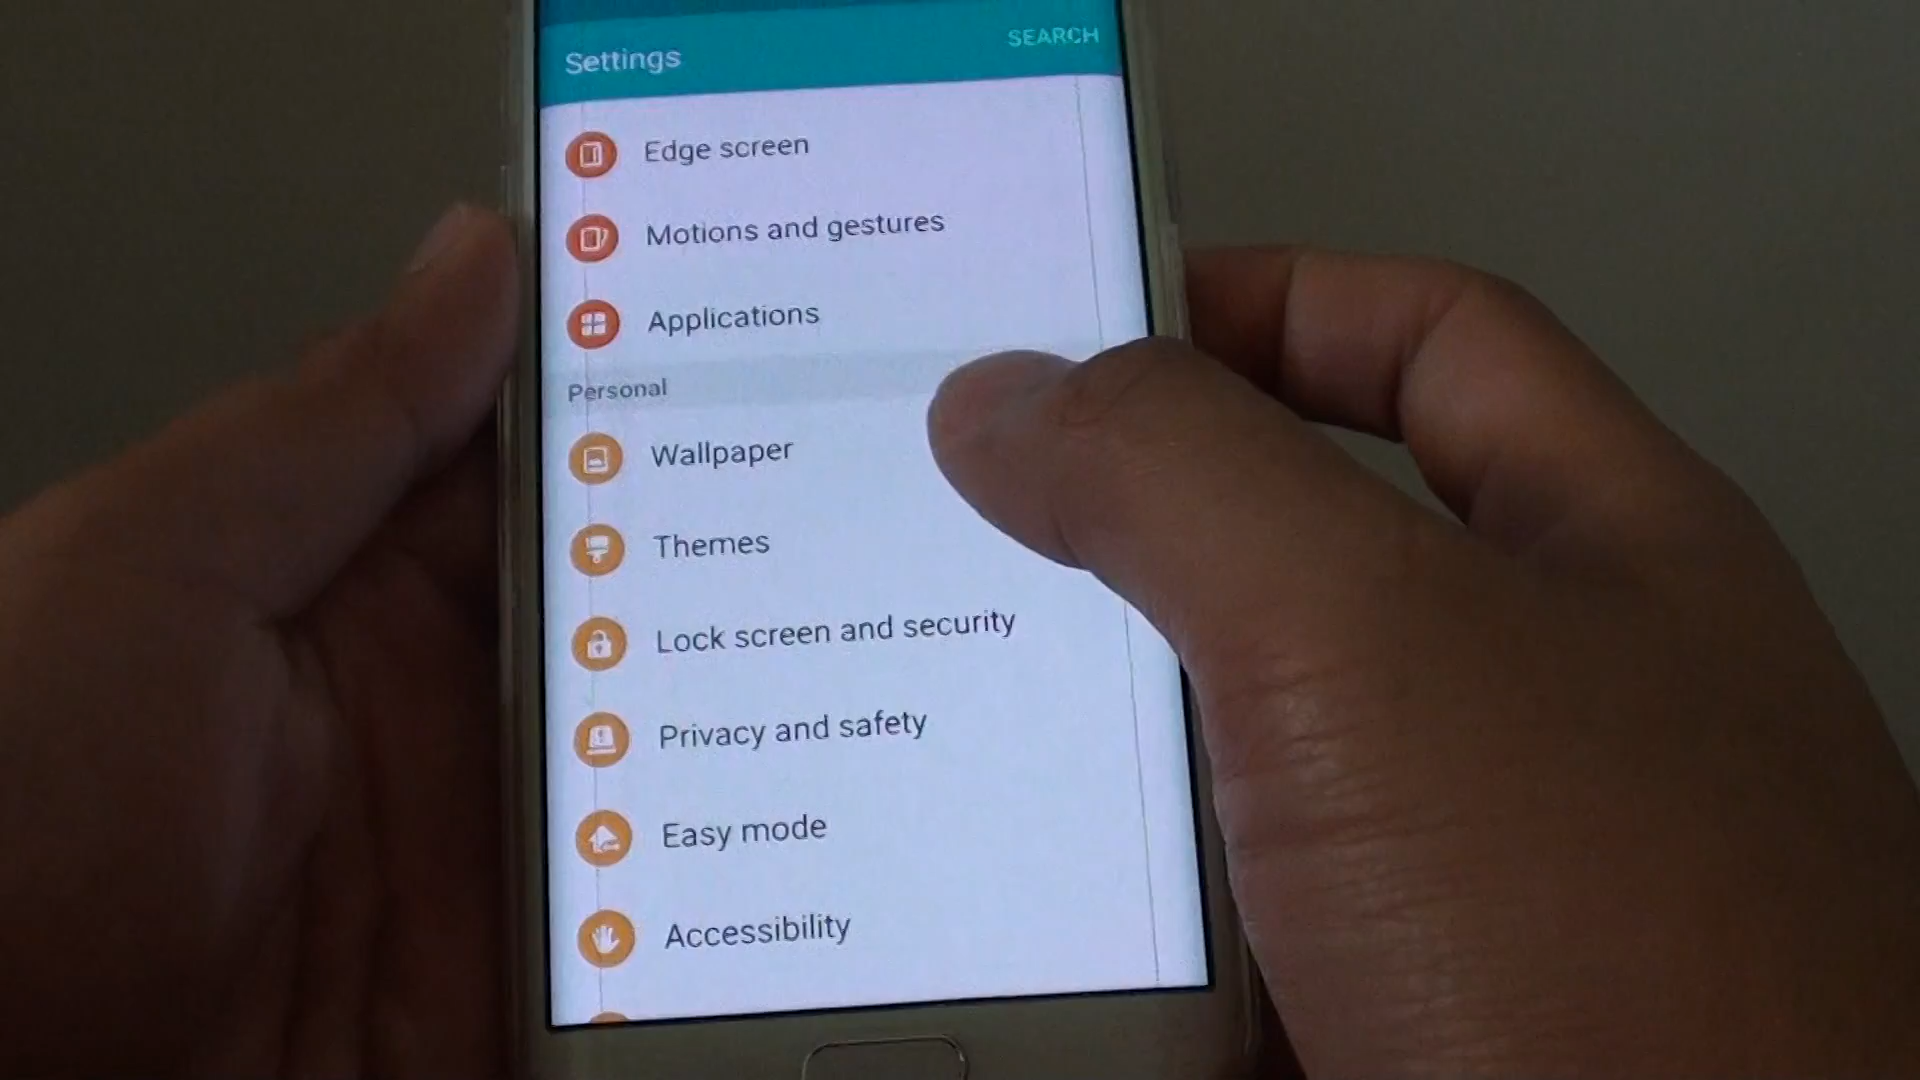 Settings
SEARCH
Edge screen
Motions and gestures
Applications
Personal
Wallpaper
Themes
Lock screen and security
Privacy and safety
Easy mode
Accessibility